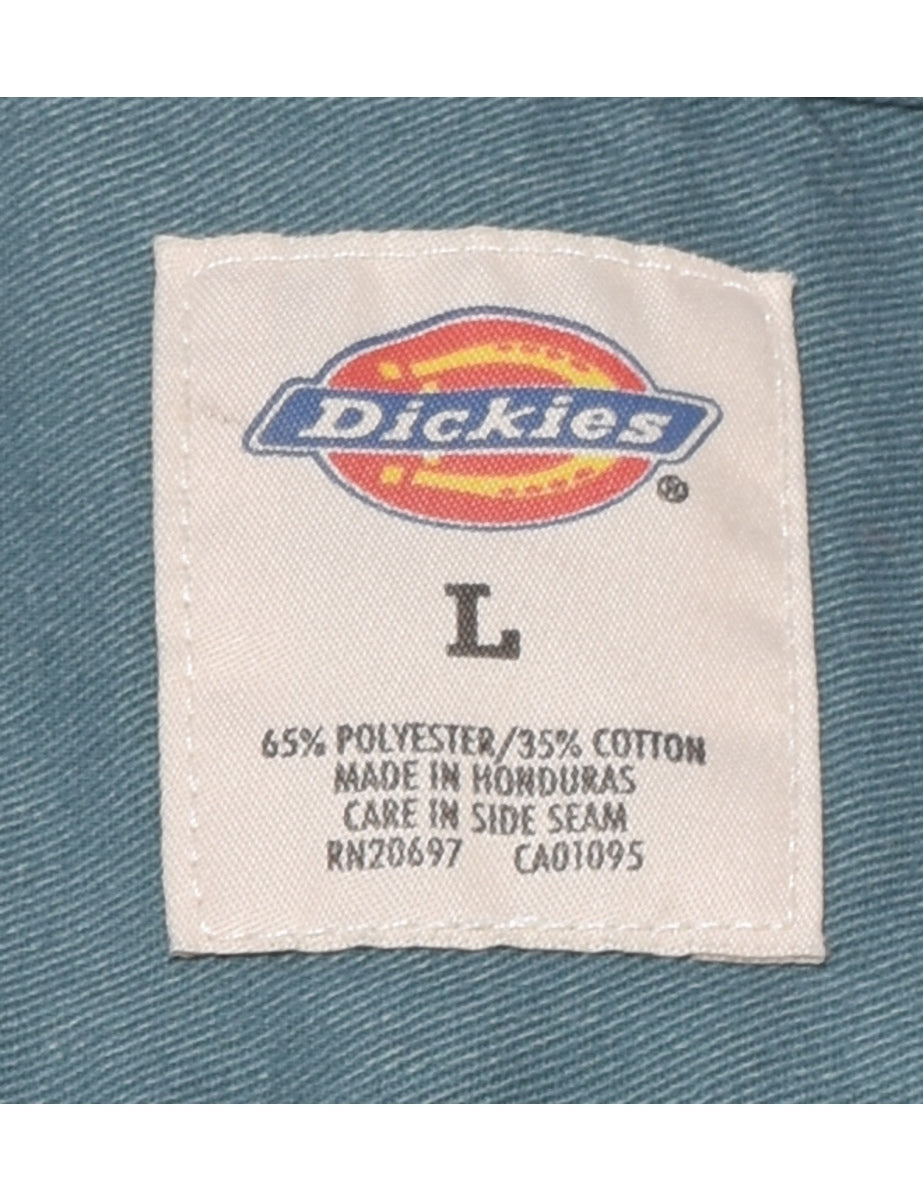 Dickies
®
L
65% POLYESTER/35% COTTON
MADE IN HONDURAS
CARE IN SIDE SEAM
RN20697 CA01095